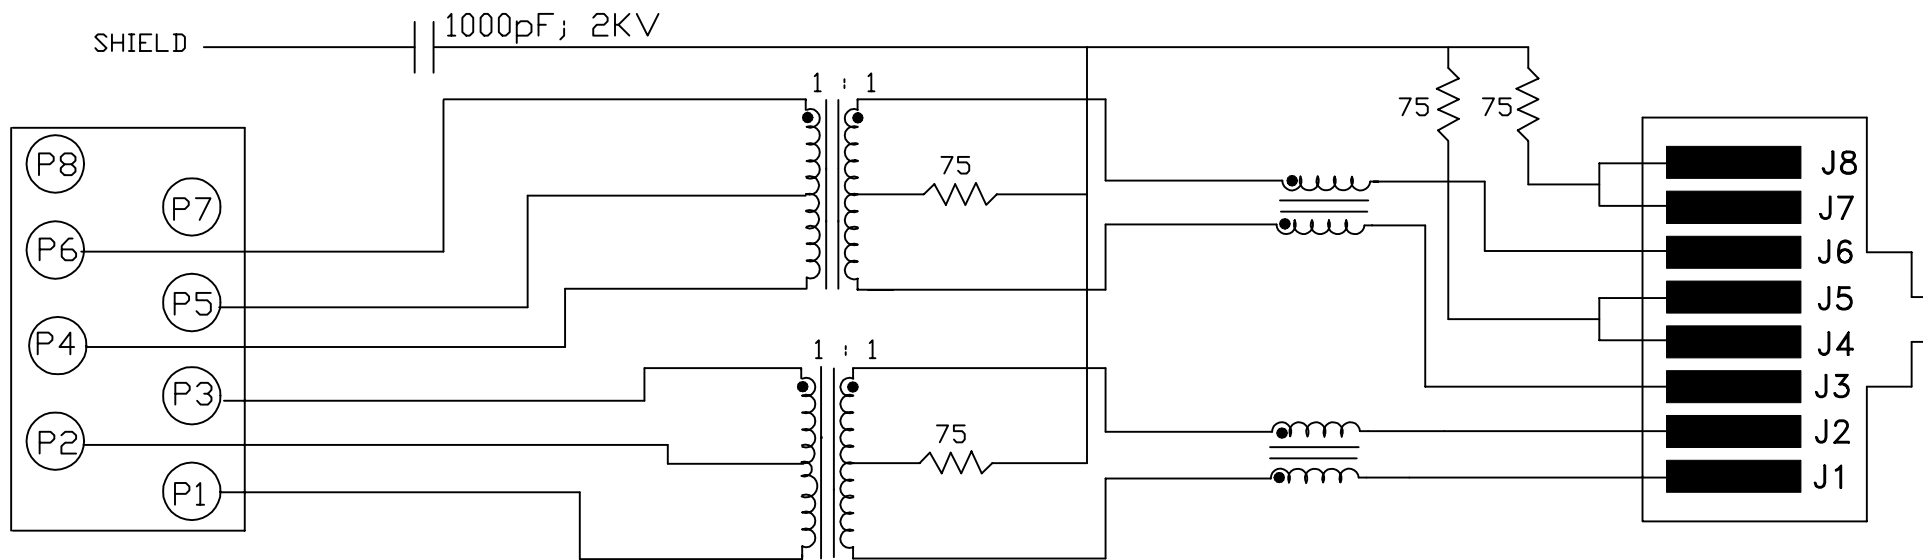 1000pF; 2KV
SHIELD
1 : 1
75
75
75
P8
P7
P6
P5
P4
P3
P2
P1
1 : 1
75
J8
J7
J6
J5
J4
J3
J2
J1